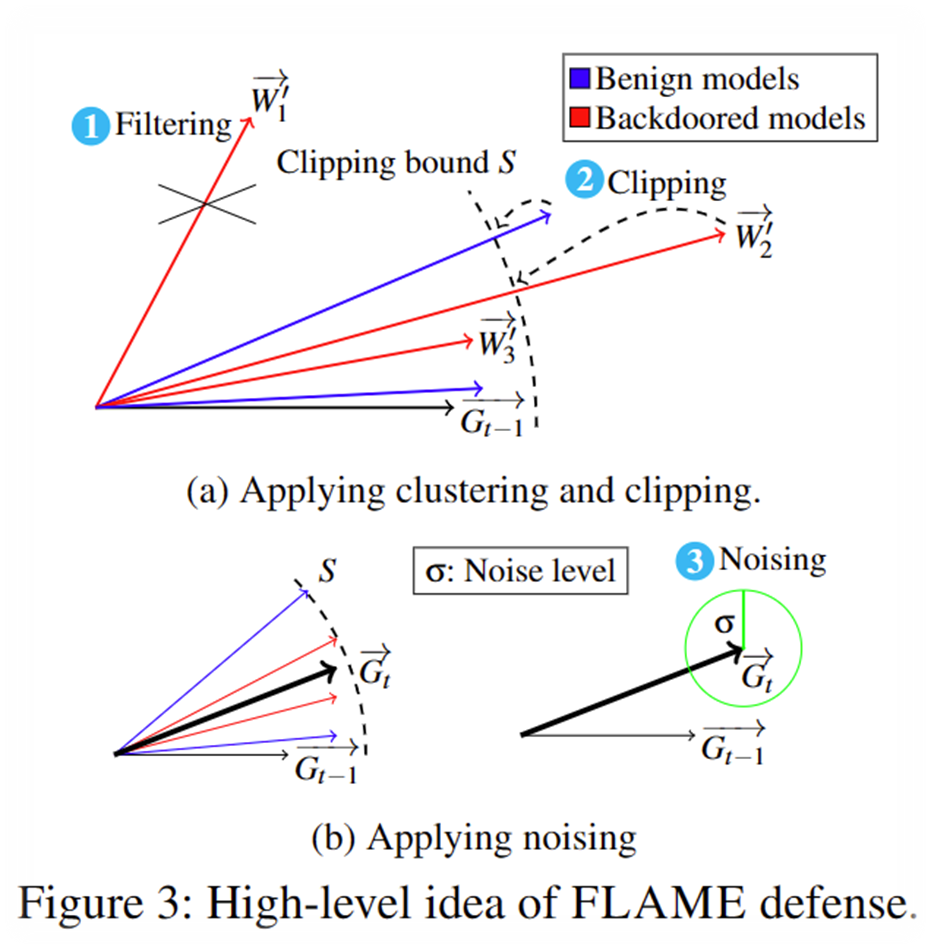 W′₁
1 Filtering
Benign models
Backdoored models
Clipping bound S
2 Clipping
W′₂
W′₃
Gₜ₋₁
(a) Applying clustering and clipping.
S
σ: Noise level
3 Noising
σ
Gₜ
Gₜ
Gₜ₋₁
Gₜ₋₁
(b) Applying noising
Figure 3: High-level idea of FLAME defense.